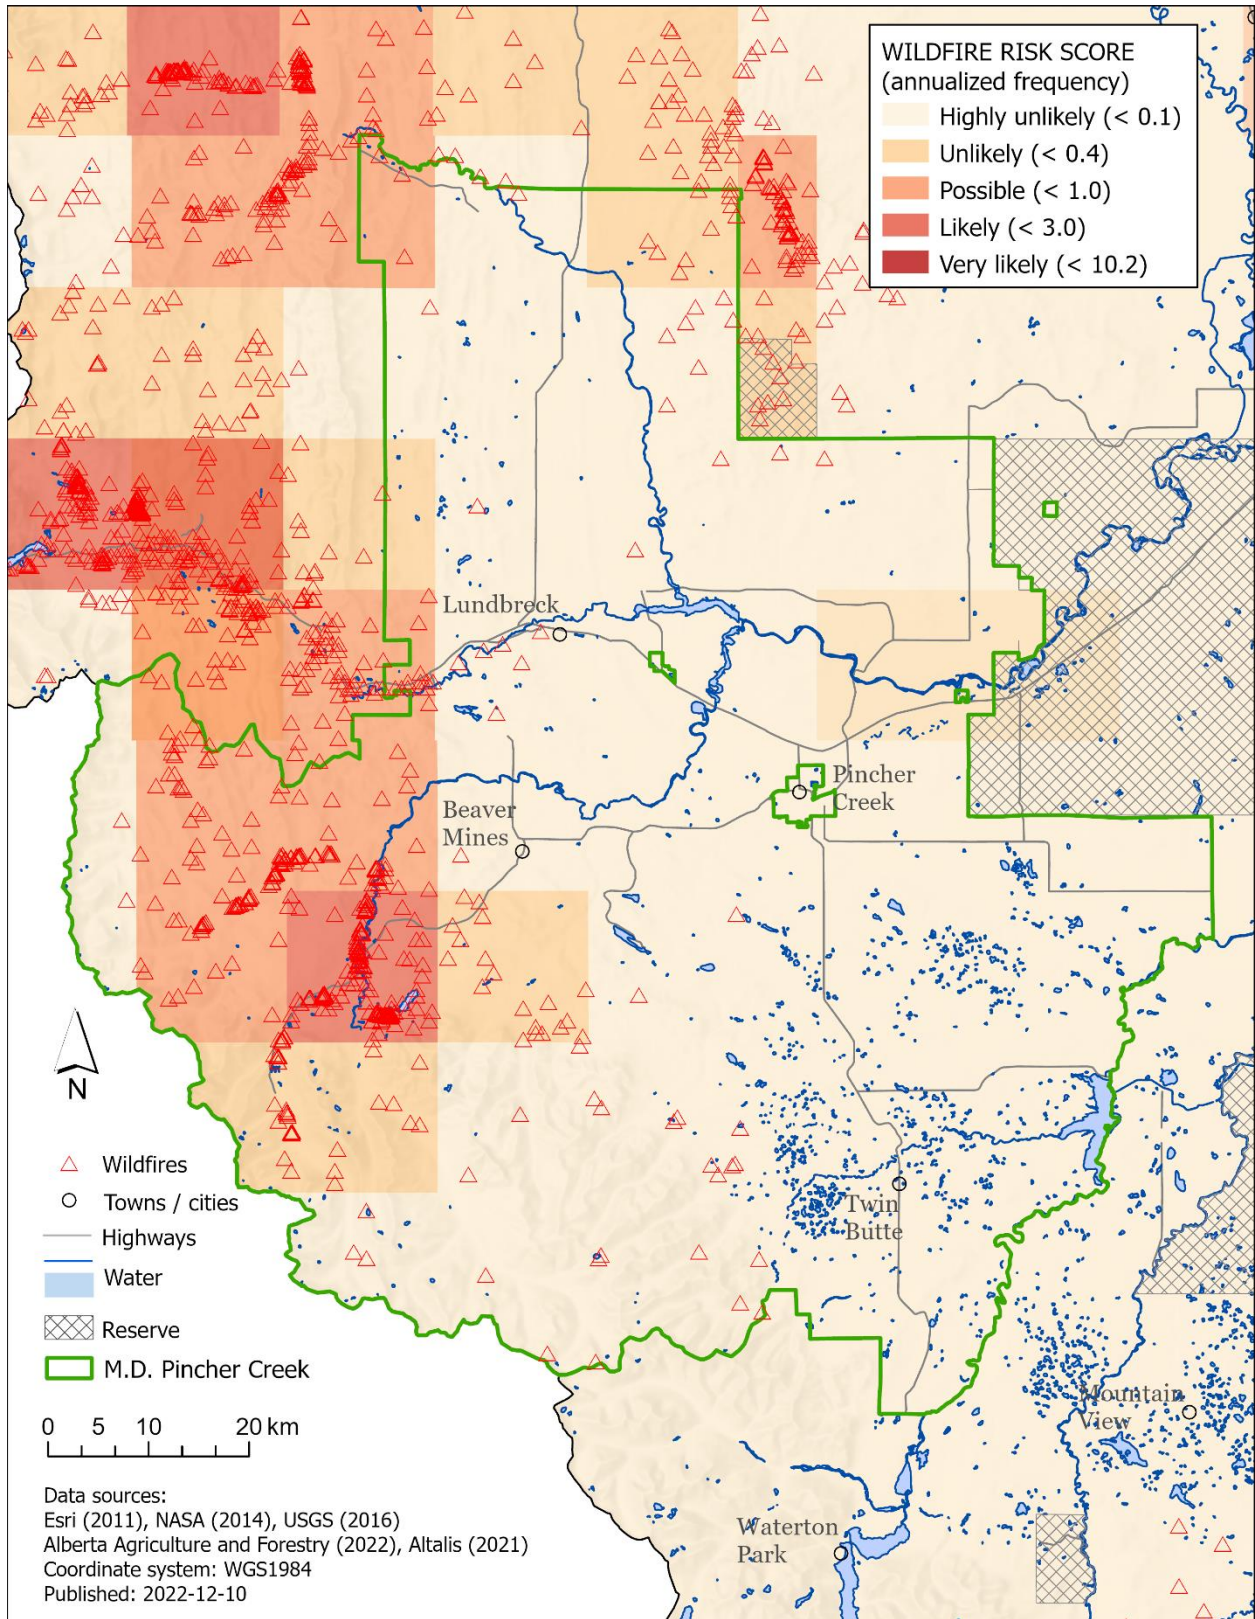 WILDFIRE RISK SCORE
(annualized frequency)
Highly unlikely (< 0.1)
Unlikely (< 0.4)
Possible (< 1.0)
Likely (< 3.0)
Very likely (< 10.2)
Lundbreck
Pincher
Creek
Beaver
Mines
N
Twin
Butte
Wildfires
Towns / cities
Highways
Water
Reserve
M.D. Pincher Creek
Mountain
View
0 5 10 20 km
Waterton
Park
Data sources:
Esri (2011), NASA (2014), USGS (2016)
Alberta Agriculture and Forestry (2022), Altalis (2021)
Coordinate system: WGS1984
Published: 2022-12-10